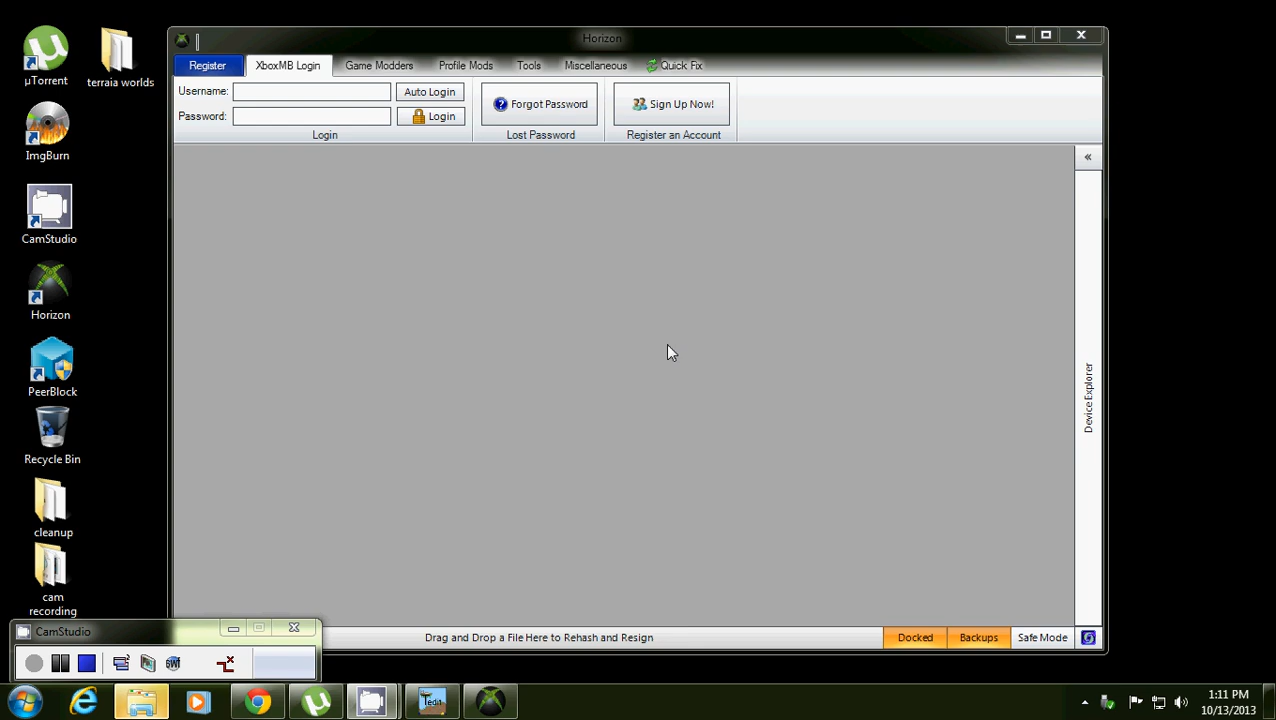 µTorrent
terraia worlds
ImgBurn
CamStudio
Horizon
PeerBlock
Recycle Bin
cleanup
cam
recording
Horizon
Register XboxMB Login Game Modders Profile Mods Tools Miscellaneous Quick Fix
Username: Auto Login
Password: Login
Login
Forgot Password
Lost Password
Sign Up Now!
Register an Account
«
Device Explorer
Drag and Drop a File Here to Rehash and Resign
Docked Backups Safe Mode
CamStudio
SWF
Tedit
1:11 PM
10/13/2013